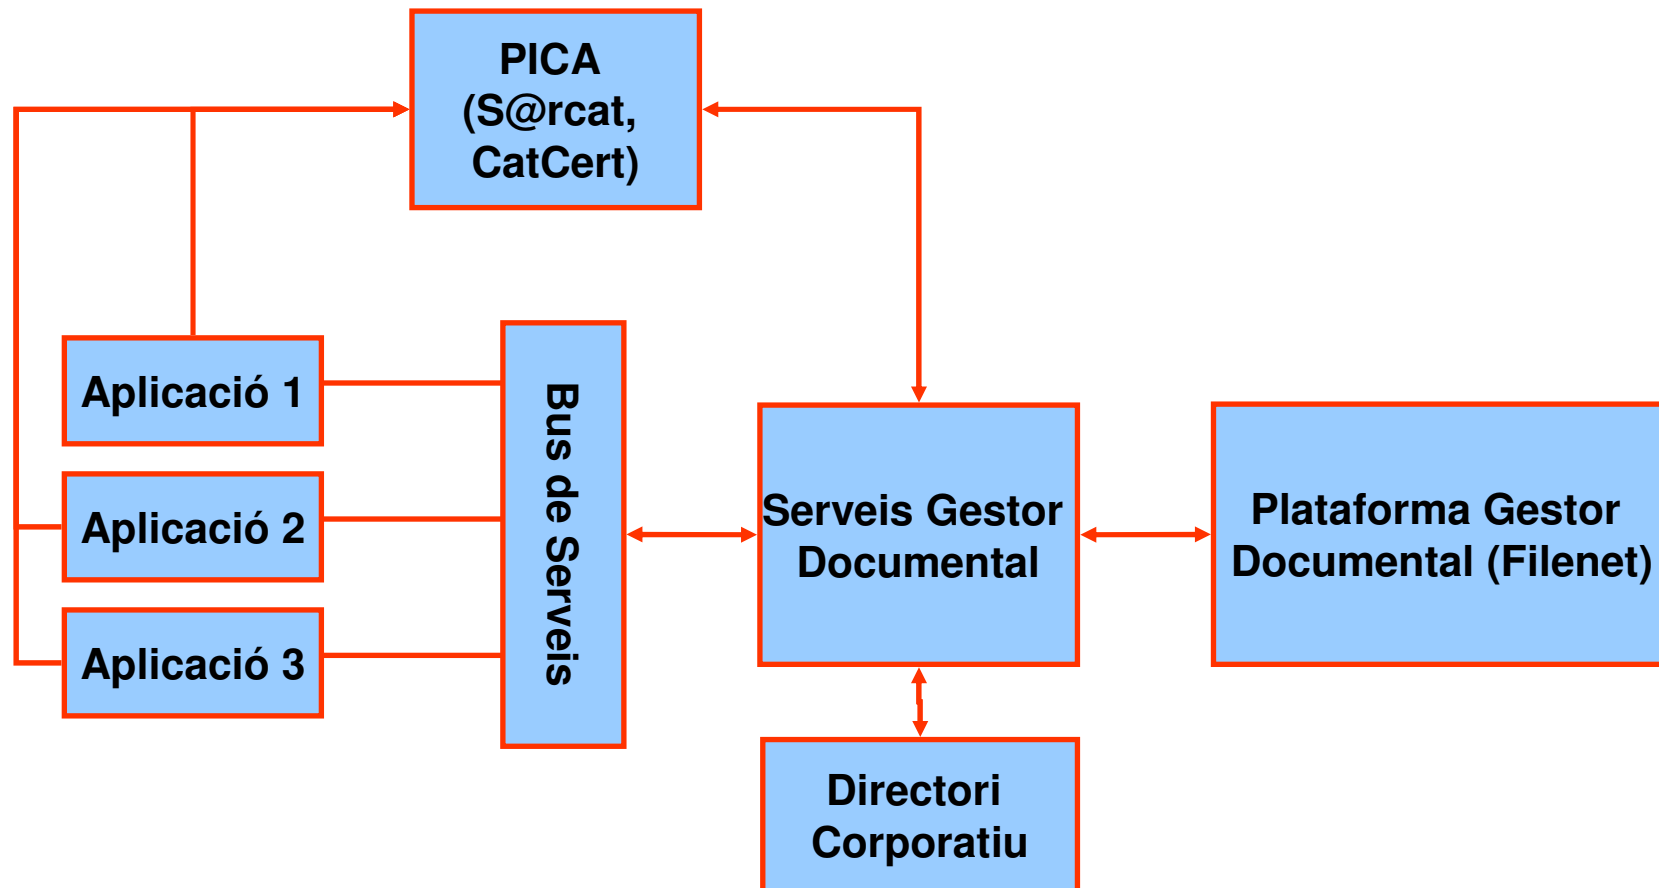 PICA
(S@rcat,
CatCert)
Aplicació 1
Aplicació 2
Aplicació 3
Bus de Serveis
Serveis Gestor
Documental
Plataforma Gestor
Documental (Filenet)
Directori
Corporatiu